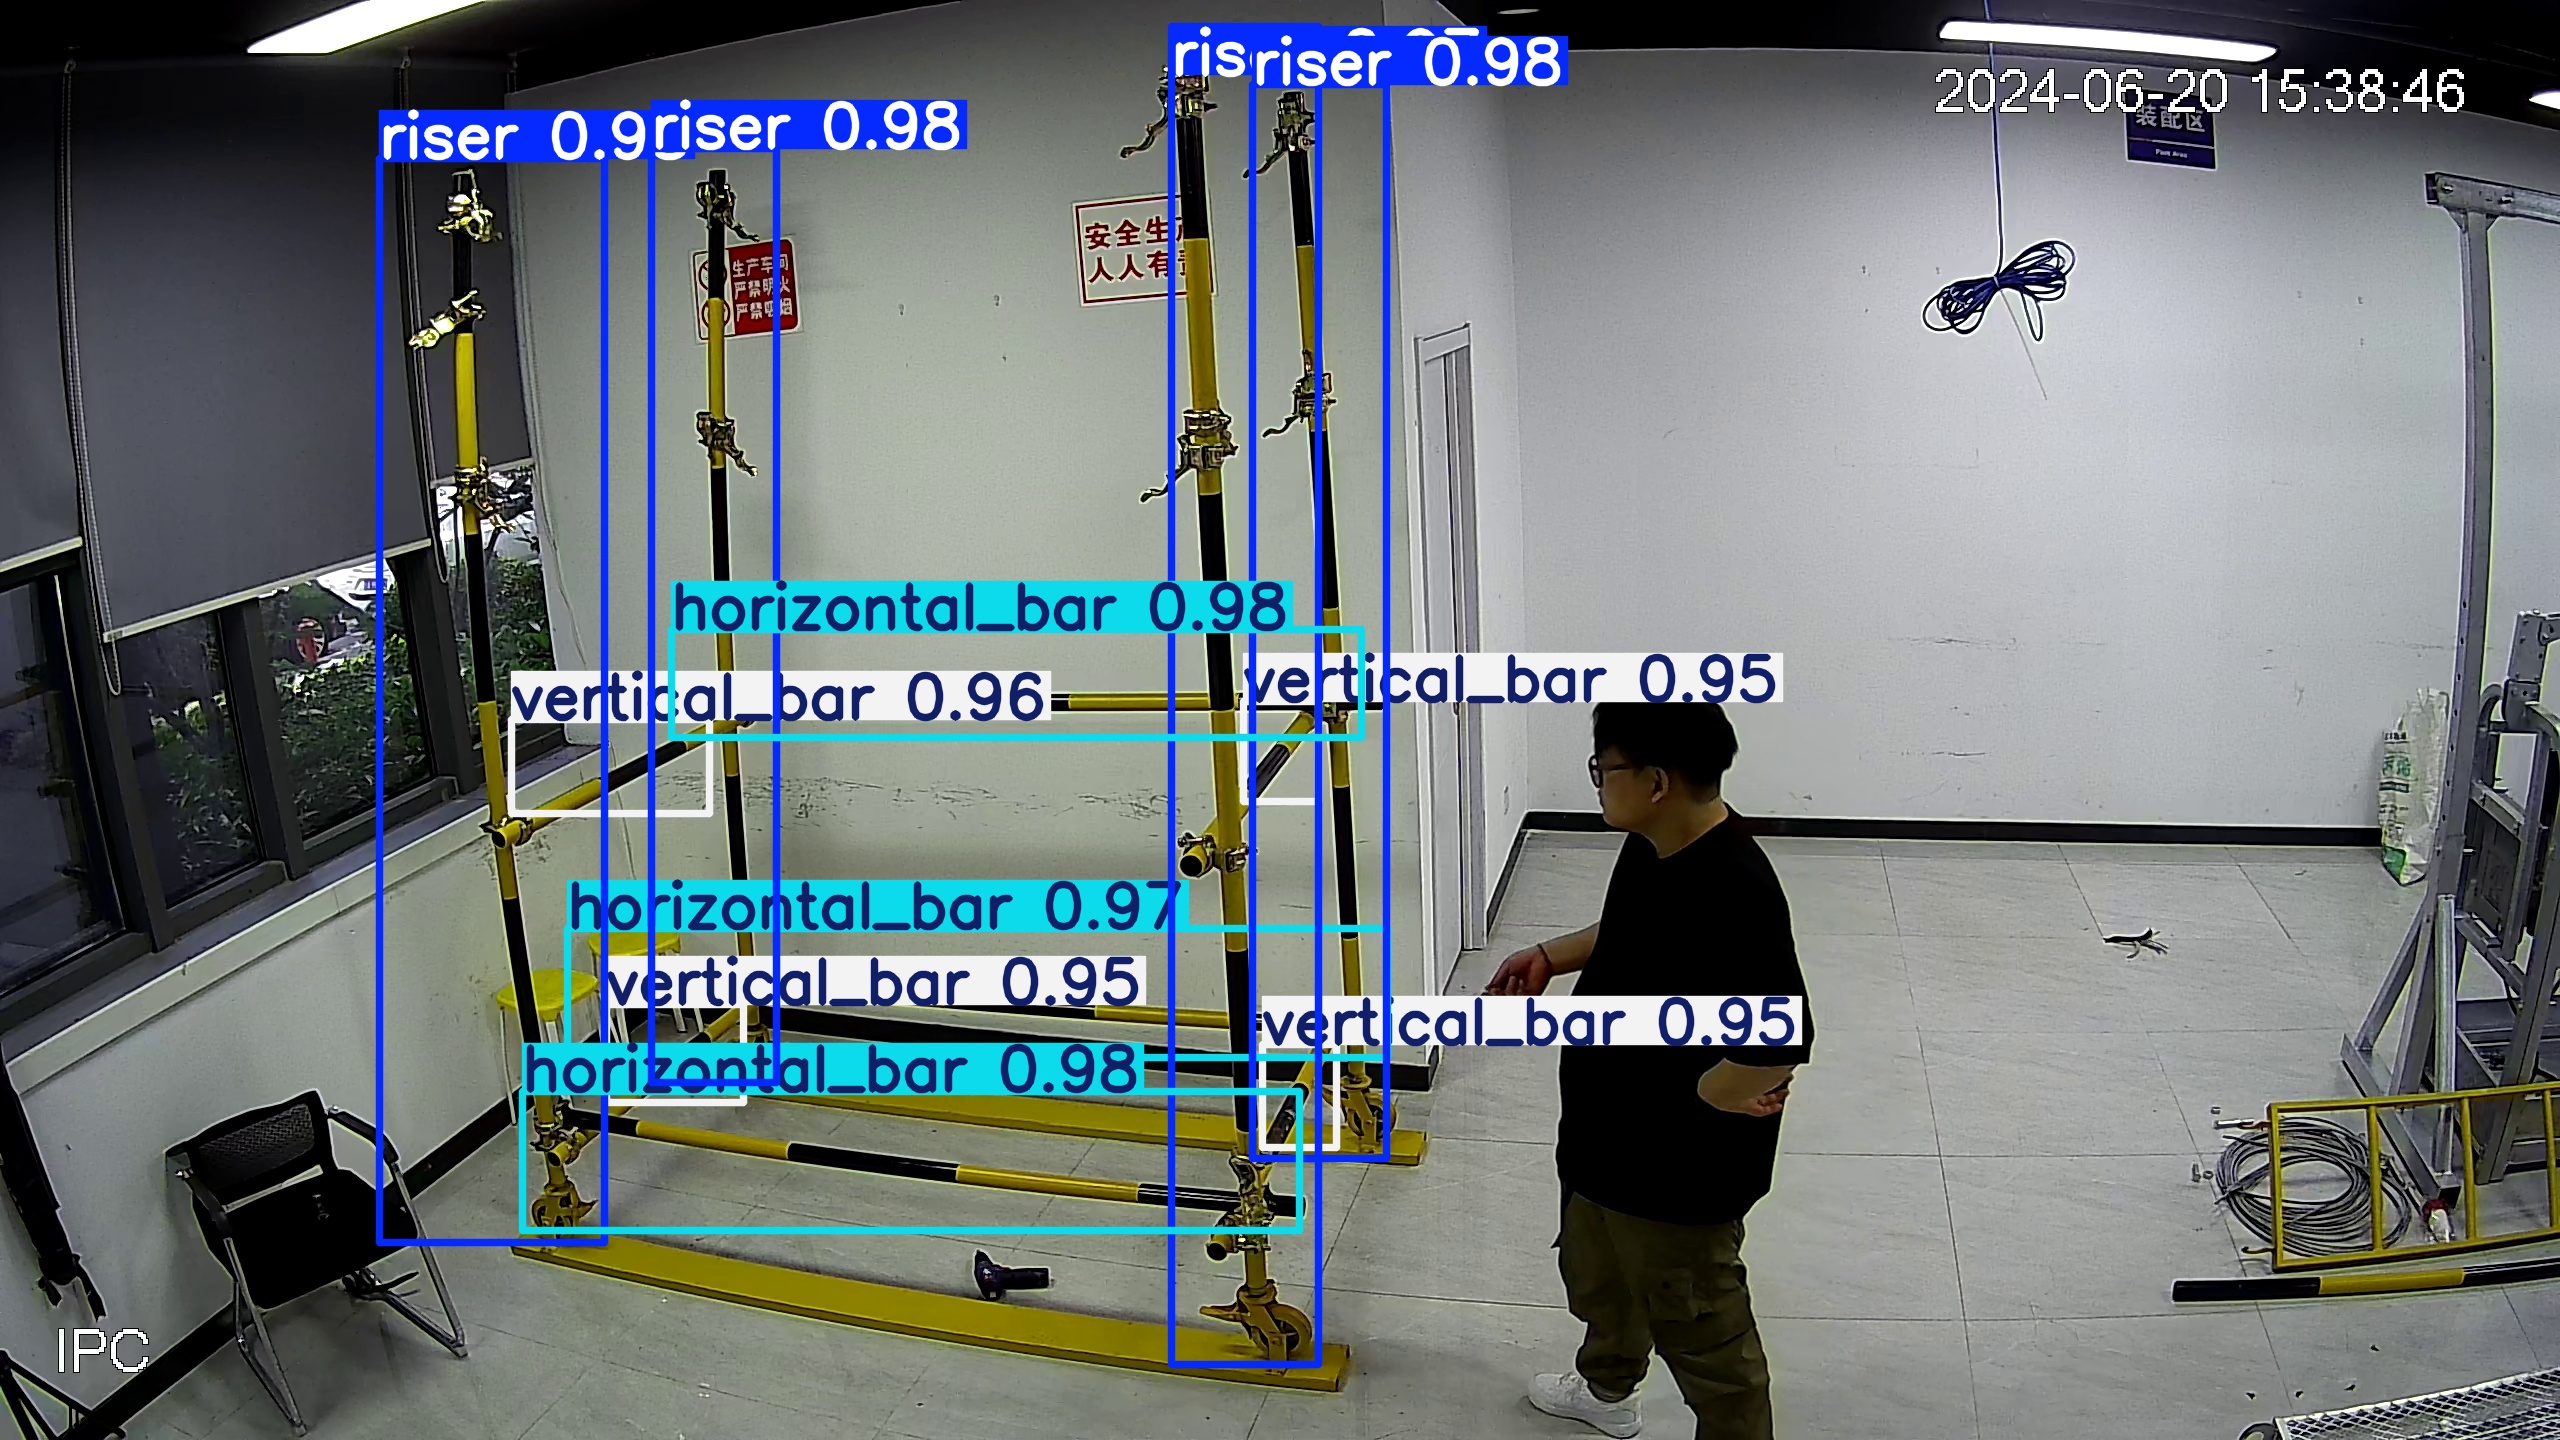 riser 0.98
2024-06-20 15:38:46
riser 0.98
装配区
安全生产
人人有责
生产车间
严禁明火
严禁吸烟
horizontal_bar 0.98
vertical_bar 0.96
vertical_bar 0.95
horizontal_bar 0.97
vertical_bar 0.95
vertical_bar 0.95
horizontal_bar 0.98
IPC